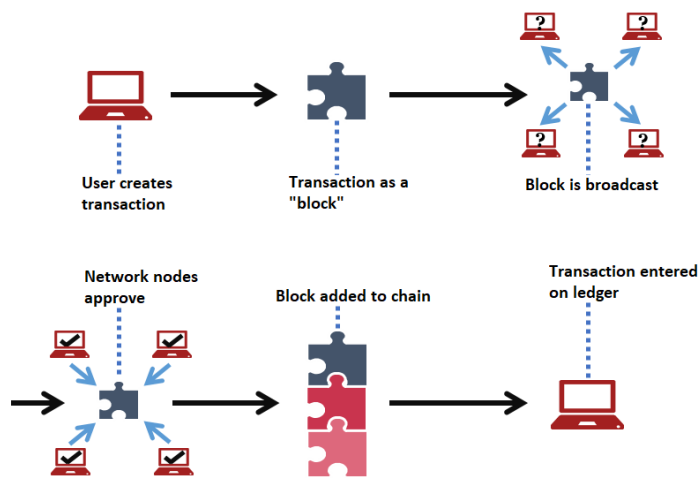 ?
?
?
?
User creates
transaction
Transaction as a
"block"
Block is broadcast
Network nodes
approve
Block added to chain
Transaction entered
on ledger